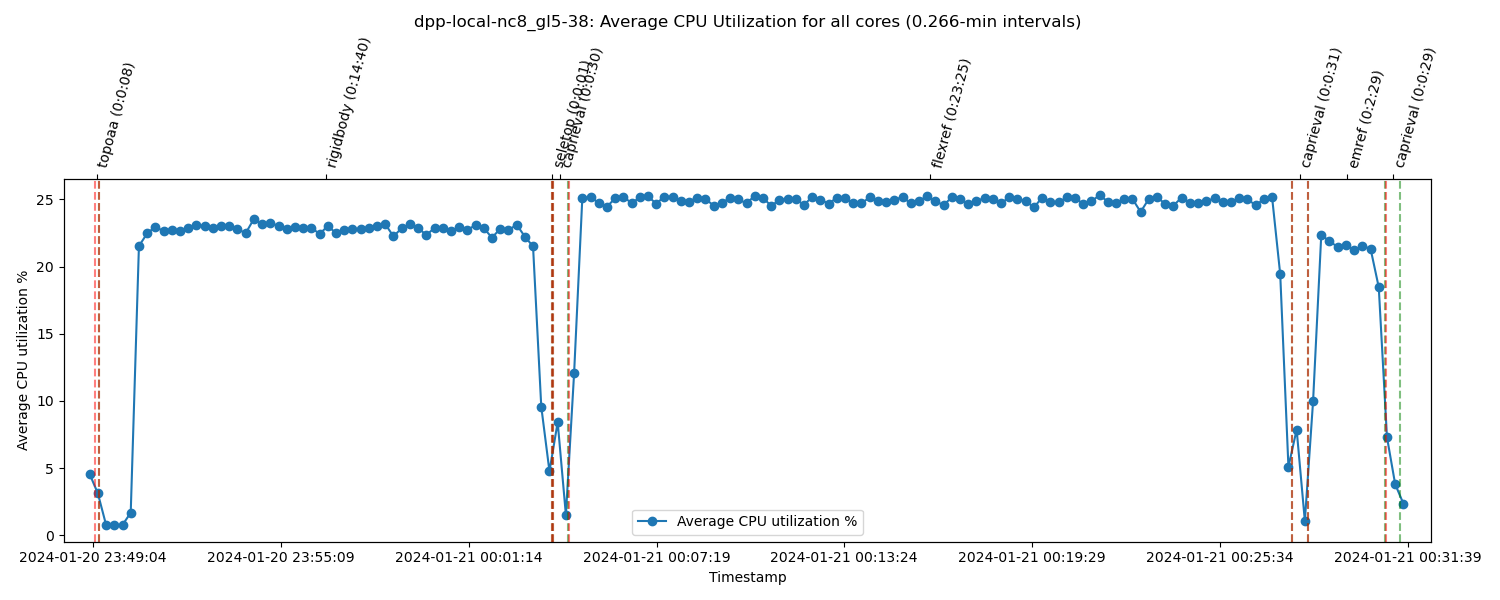 dpp-local-nc8_gl5-38: Average CPU Utilization for all cores (0.266-min intervals)
topoaa (0:0:08)
rigidbody (0:14:40)
seletop (0:0:01)
caprieval (0:0:30)
flexref (0:23:25)
caprieval (0:0:31)
emref (0:2:29)
caprieval (0:0:29)
Average CPU utilization %
25
20
15
10
5
0
Average CPU utilization %
2024-01-20 23:49:04
2024-01-20 23:55:09
2024-01-21 00:01:14
2024-01-21 00:07:19
2024-01-21 00:13:24
2024-01-21 00:19:29
2024-01-21 00:25:34
2024-01-21 00:31:39
Timestamp